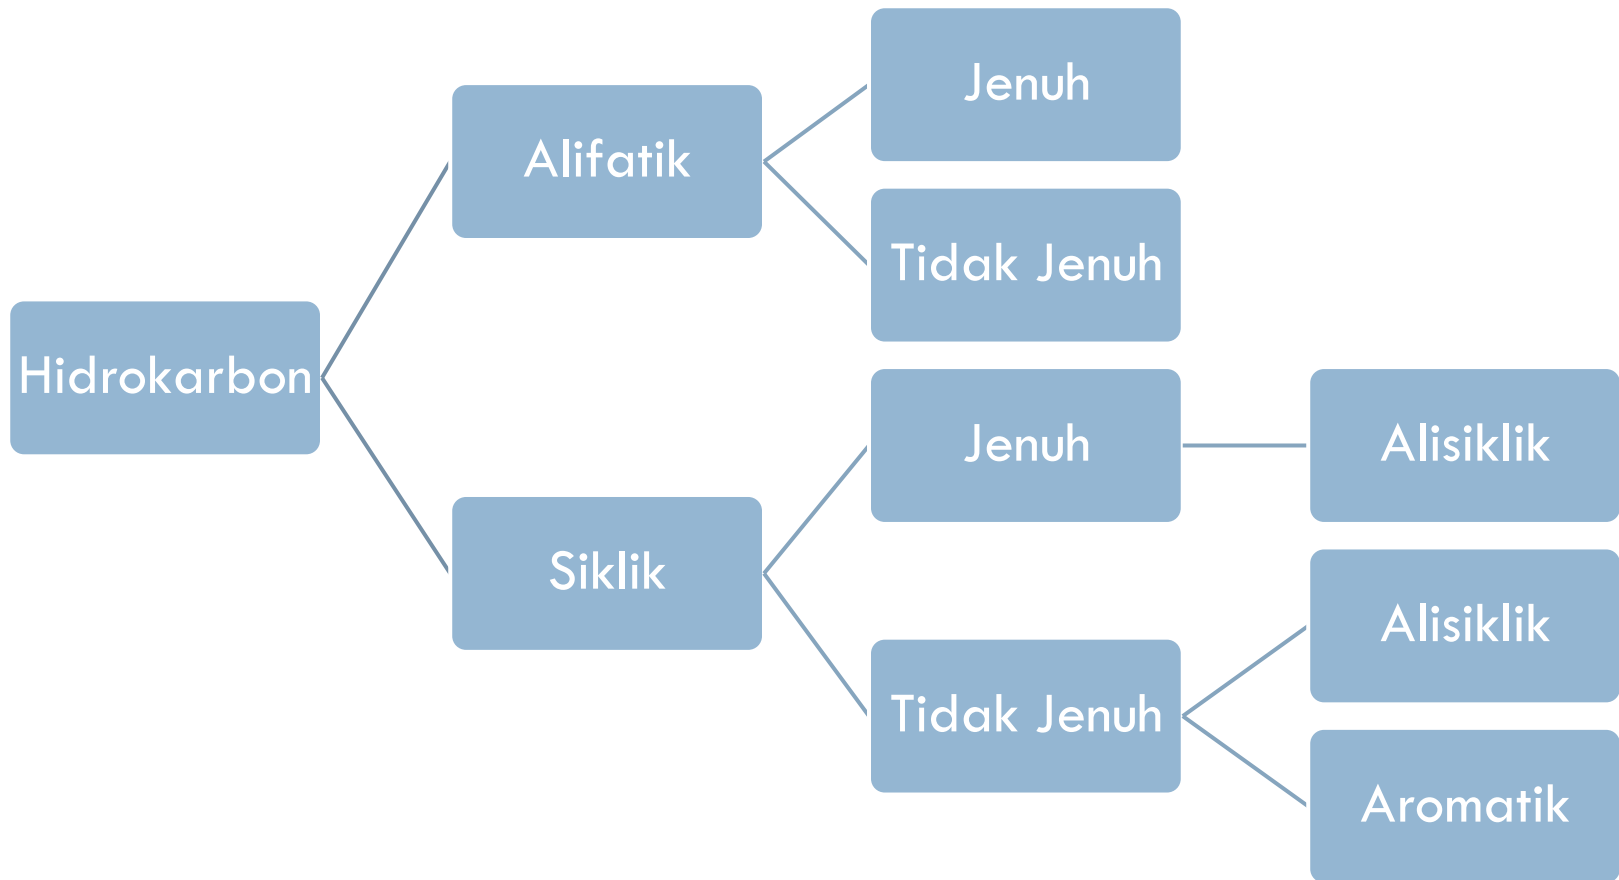 Hidrokarbon
Alifatik
Jenuh
Tidak Jenuh
Siklik
Jenuh
Alisiklik
Tidak Jenuh
Alisiklik
Aromatik